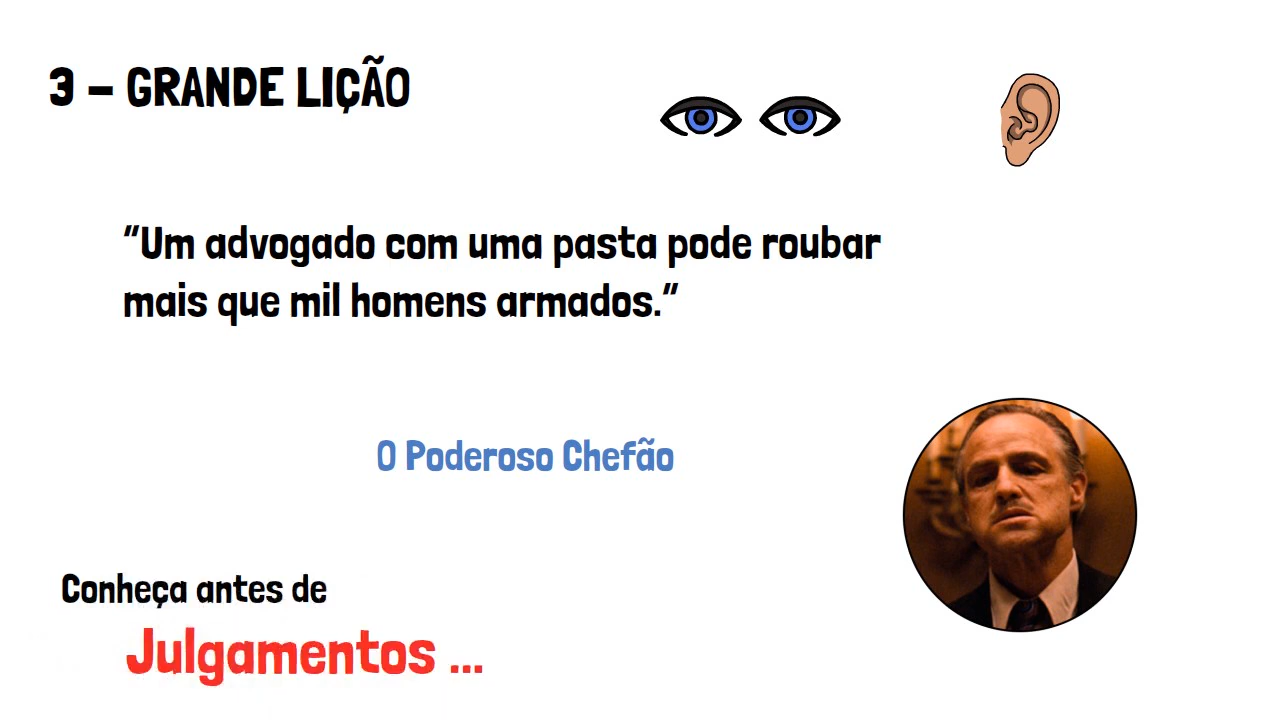 3 – GRANDE LIÇÃO
“Um advogado com uma pasta pode roubar
mais que mil homens armados.”
O Poderoso Chefão
Conheça antes de
Julgamentos ...